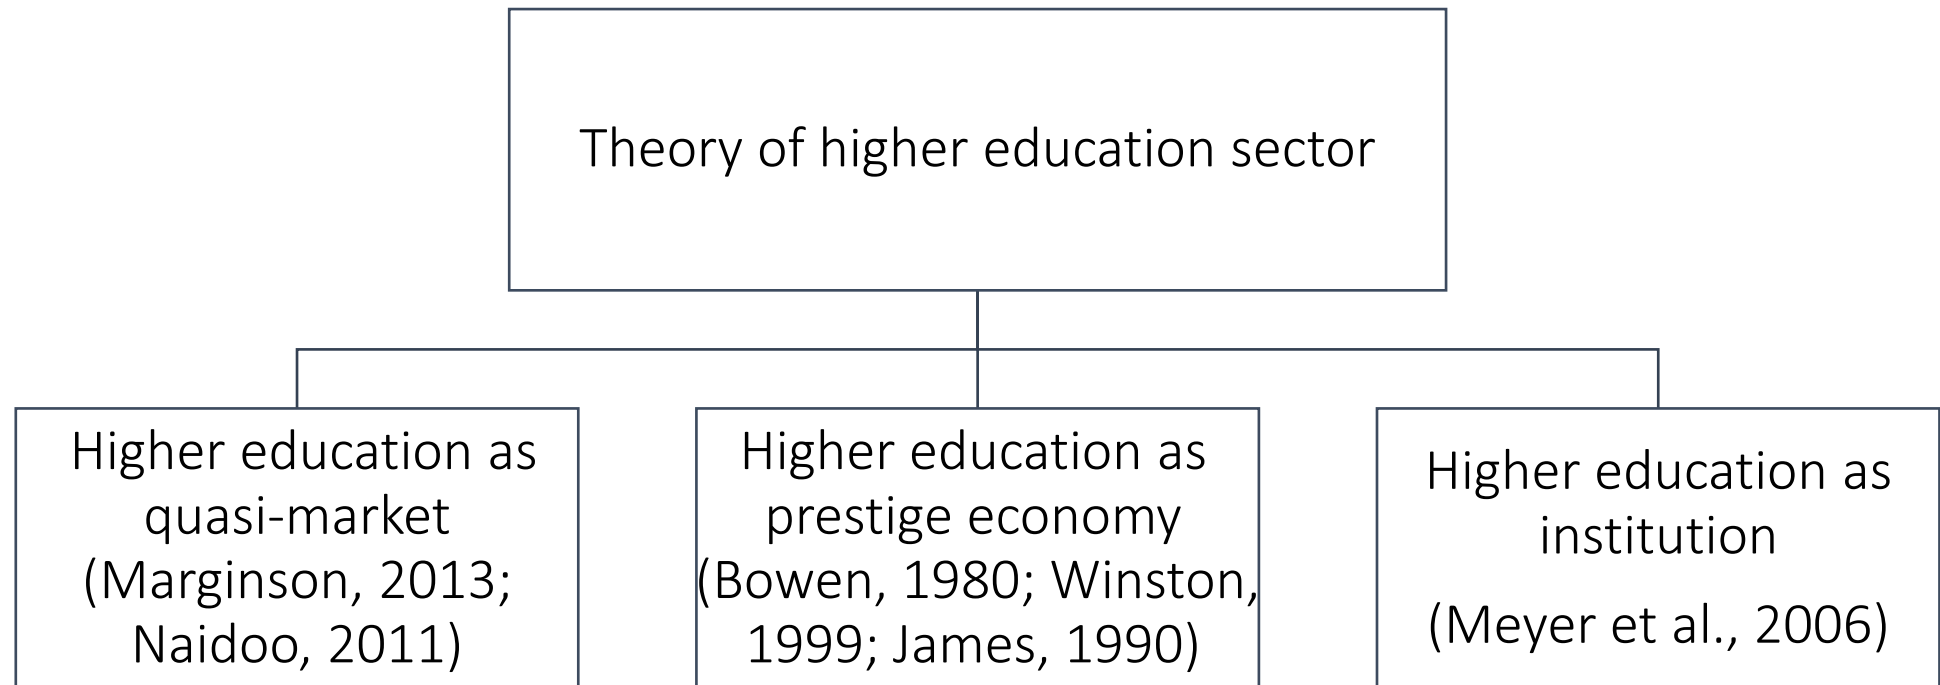 Theory of higher education sector
Higher education as
quasi-market
(Marginson, 2013;
Naidoo, 2011)
Higher education as
prestige economy
(Bowen, 1980; Winston,
1999; James, 1990)
Higher education as
institution
(Meyer et al., 2006)